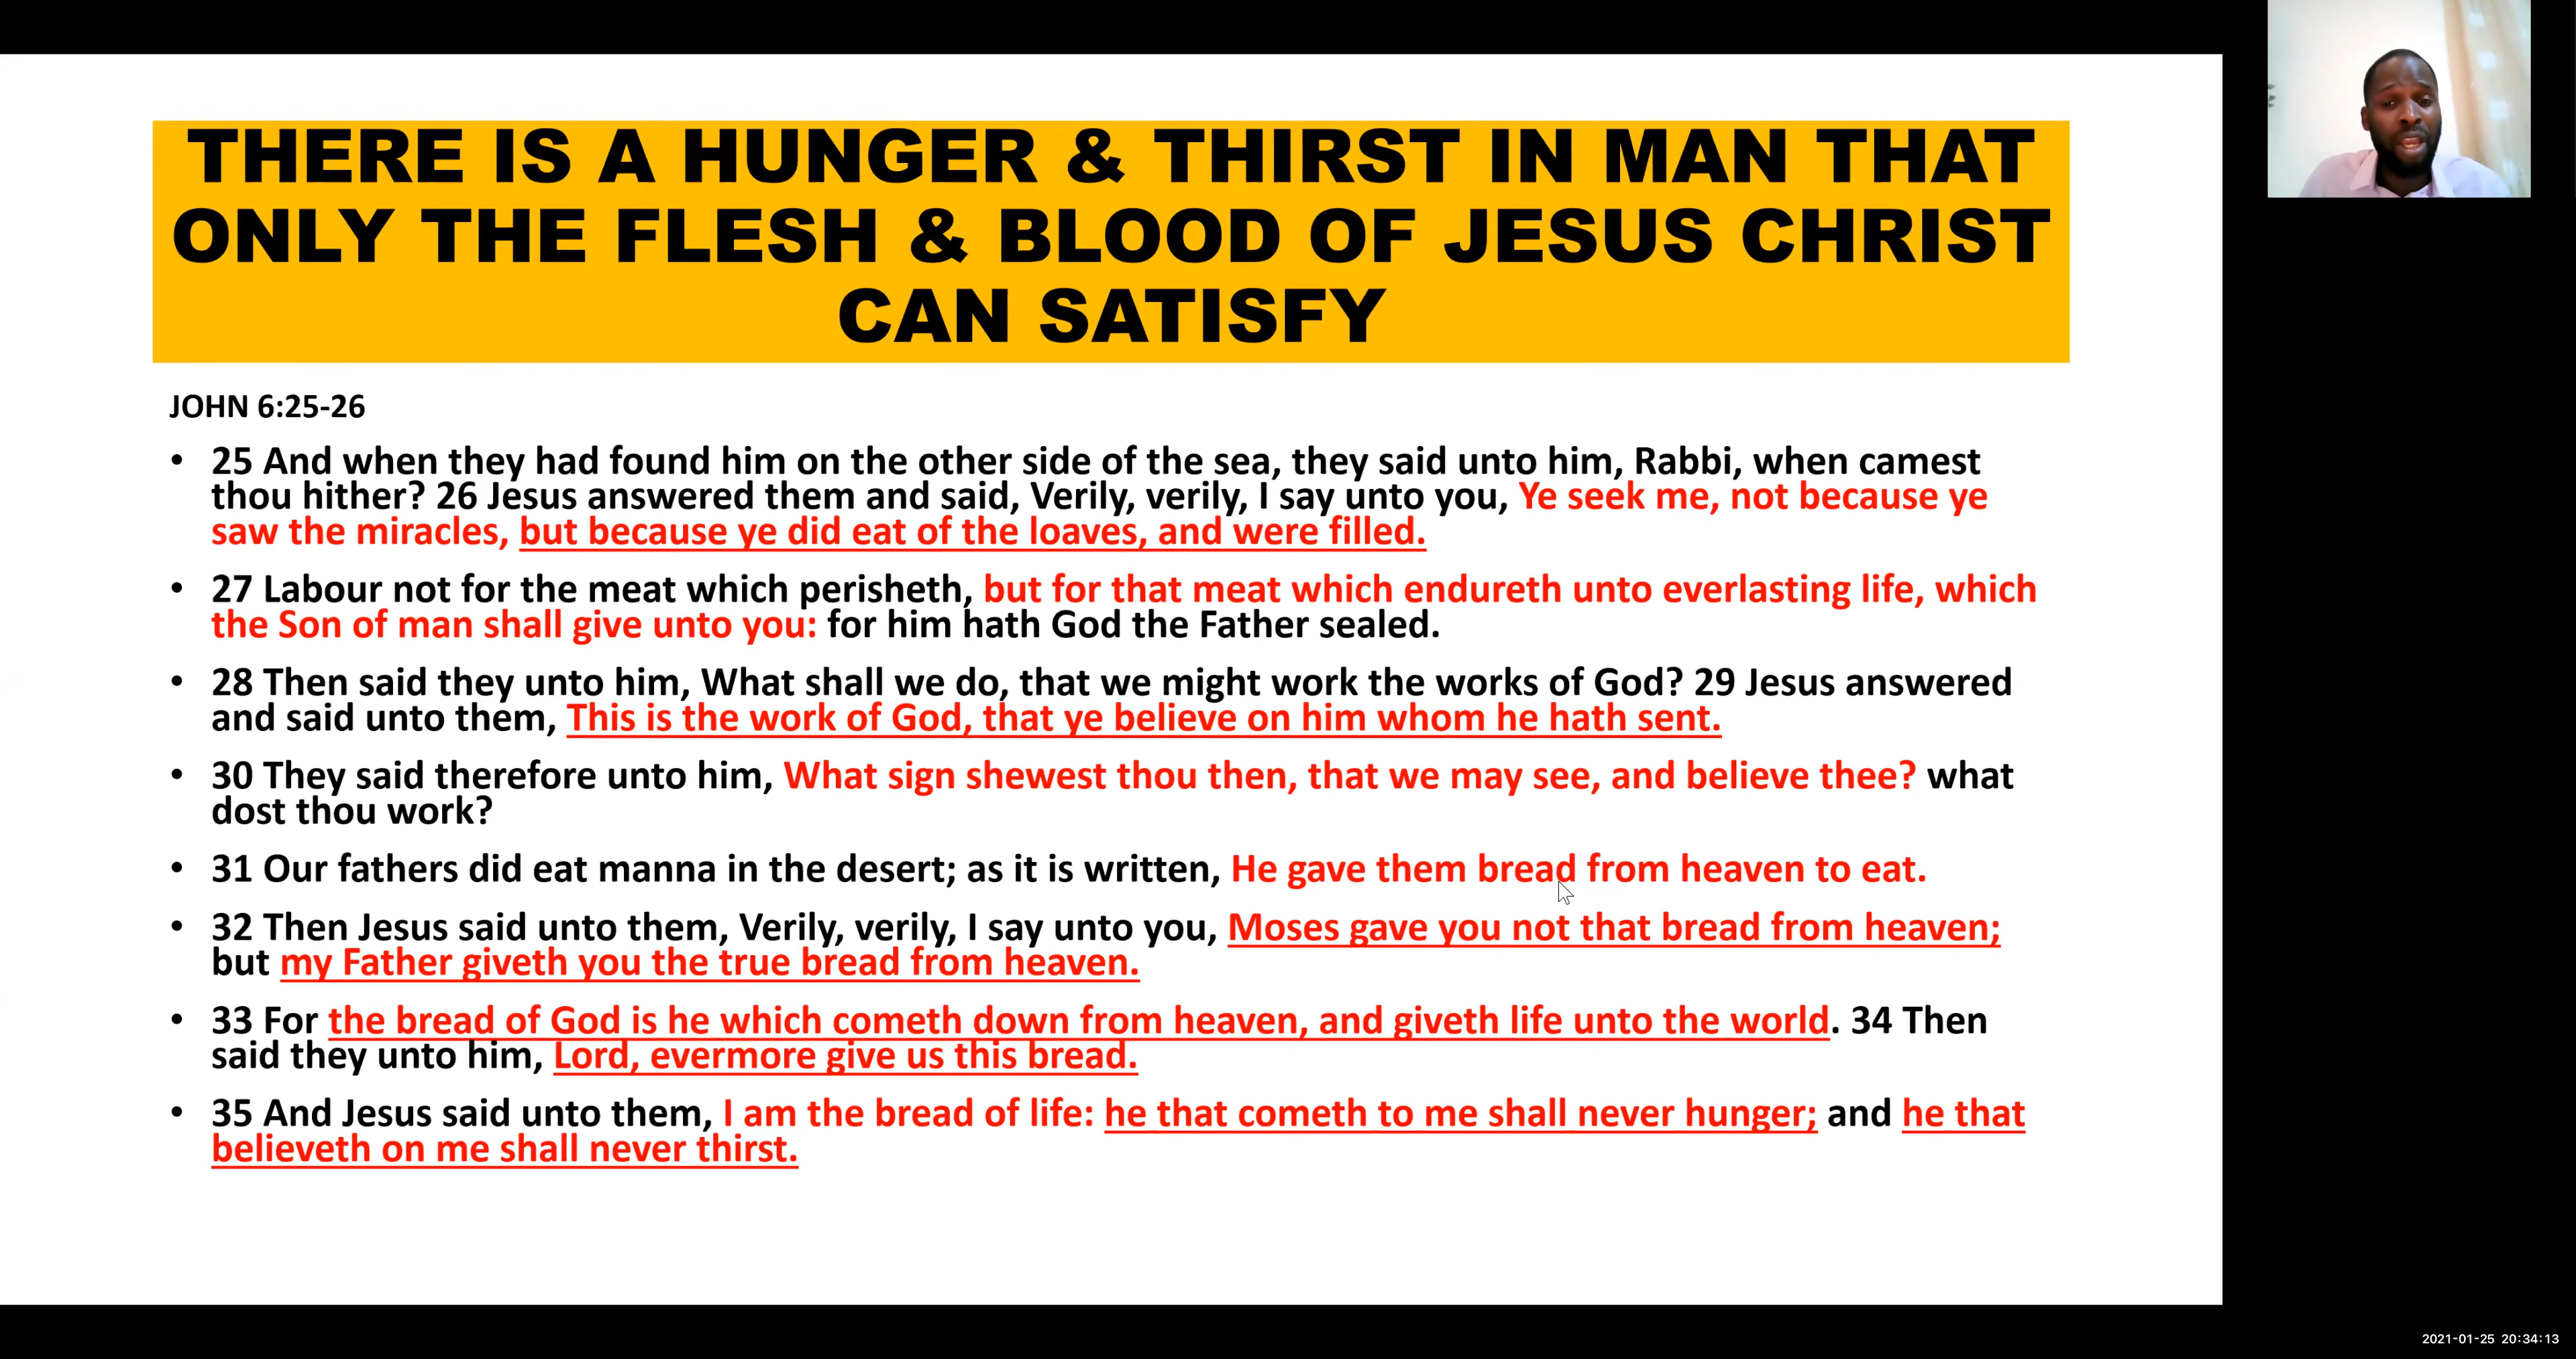 THERE IS A HUNGER & THIRST IN MAN THAT
ONLY THE FLESH & BLOOD OF JESUS CHRIST
CAN SATISFY
JOHN 6:25-26
• 25 And when they had found him on the other side of the sea, they said unto him, Rabbi, when camest
thou hither? 26 Jesus answered them and said, Verily, verily, I say unto you, Ye seek me, not because ye
saw the miracles, but because ye did eat of the loaves, and were filled.
• 27 Labour not for the meat which perisheth, but for that meat which endureth unto everlasting life, which
the Son of man shall give unto you: for him hath God the Father sealed.
• 28 Then said they unto him, What shall we do, that we might work the works of God? 29 Jesus answered
and said unto them, This is the work of God, that ye believe on him whom he hath sent.
• 30 They said therefore unto him, What sign shewest thou then, that we may see, and believe thee? what
dost thou work?
• 31 Our fathers did eat manna in the desert; as it is written, He gave them bread from heaven to eat.
• 32 Then Jesus said unto them, Verily, verily, I say unto you, Moses gave you not that bread from heaven;
but my Father giveth you the true bread from heaven.
• 33 For the bread of God is he which cometh down from heaven, and giveth life unto the world. 34 Then
said they unto him, Lord, evermore give us this bread.
• 35 And Jesus said unto them, I am the bread of life: he that cometh to me shall never hunger; and he that
believeth on me shall never thirst.
2021-01-25 20:34:13